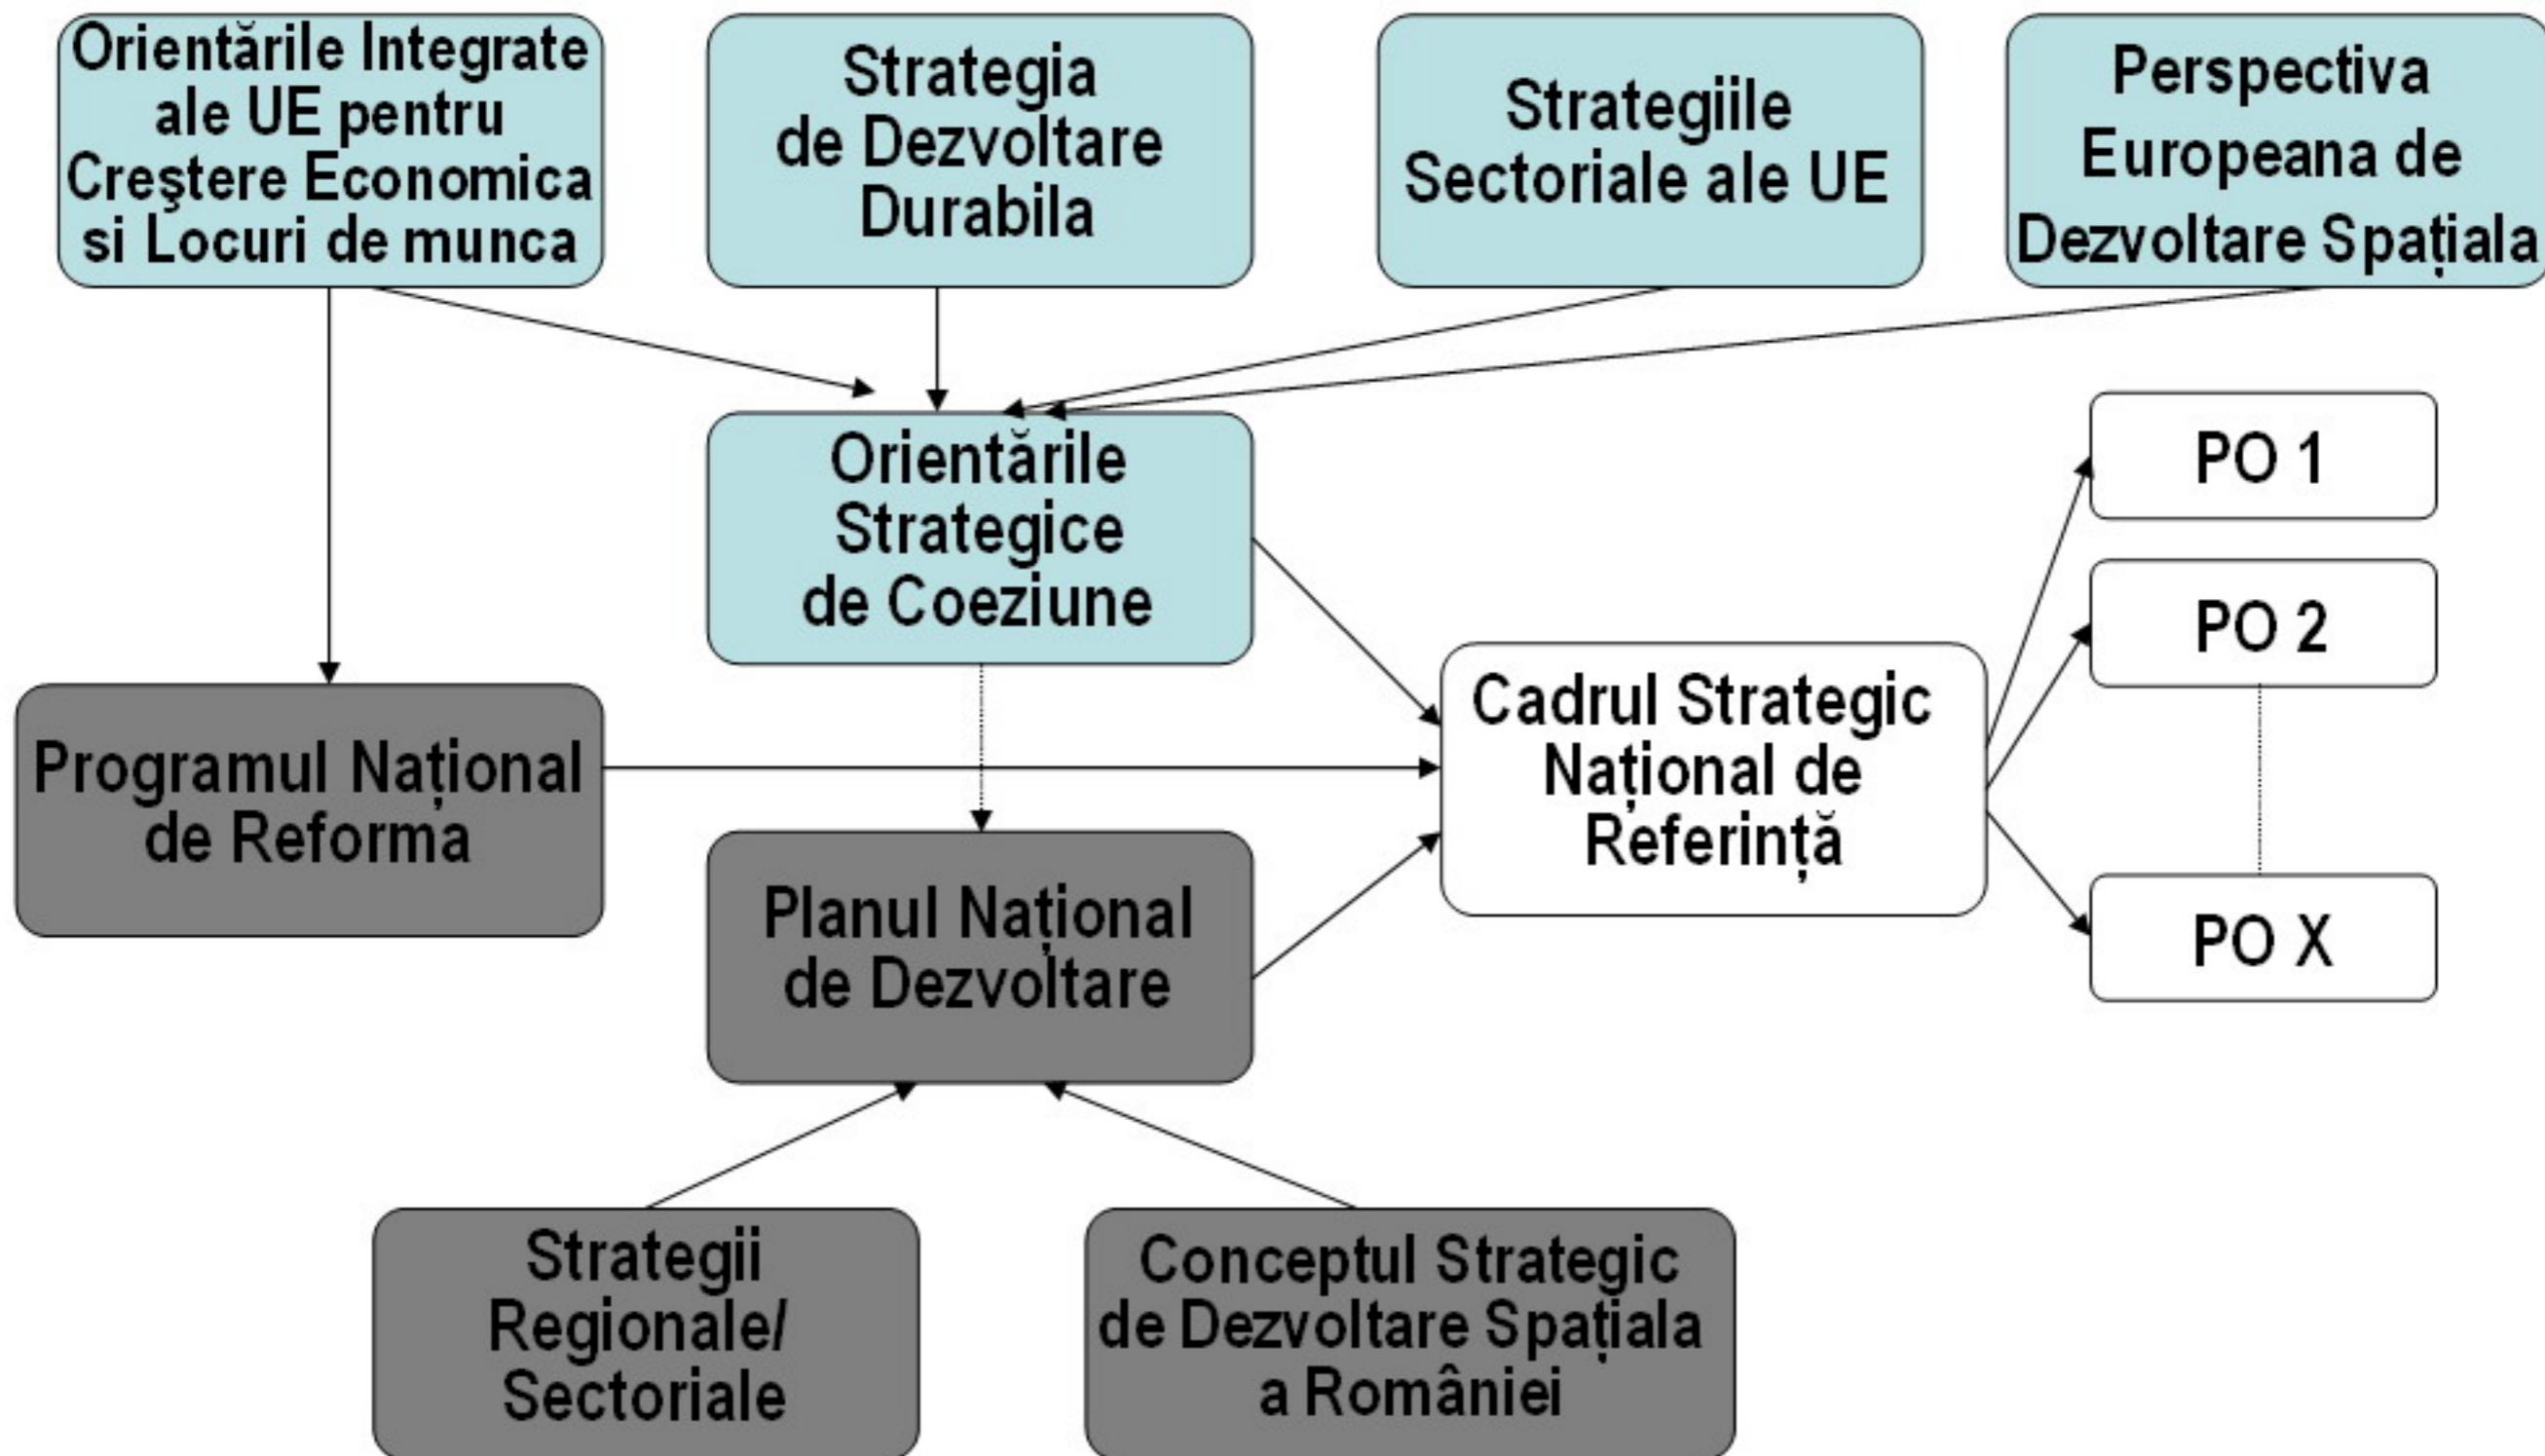 Orientările Integrate
ale UE pentru
Creştere Economica
si Locuri de munca
Strategia
de Dezvoltare
Durabila
Strategiile
Sectoriale ale UE
Perspectiva
Europeana de
Dezvoltare Spațiala
Orientările
Strategice
de Coeziune
PO 1
PO 2
PO X
Programul Național
de Reforma
Cadrul Strategic
Național de
Referință
Planul Național
de Dezvoltare
Strategii
Regionale/
Sectoriale
Conceptul Strategic
de Dezvoltare Spațiala
a României